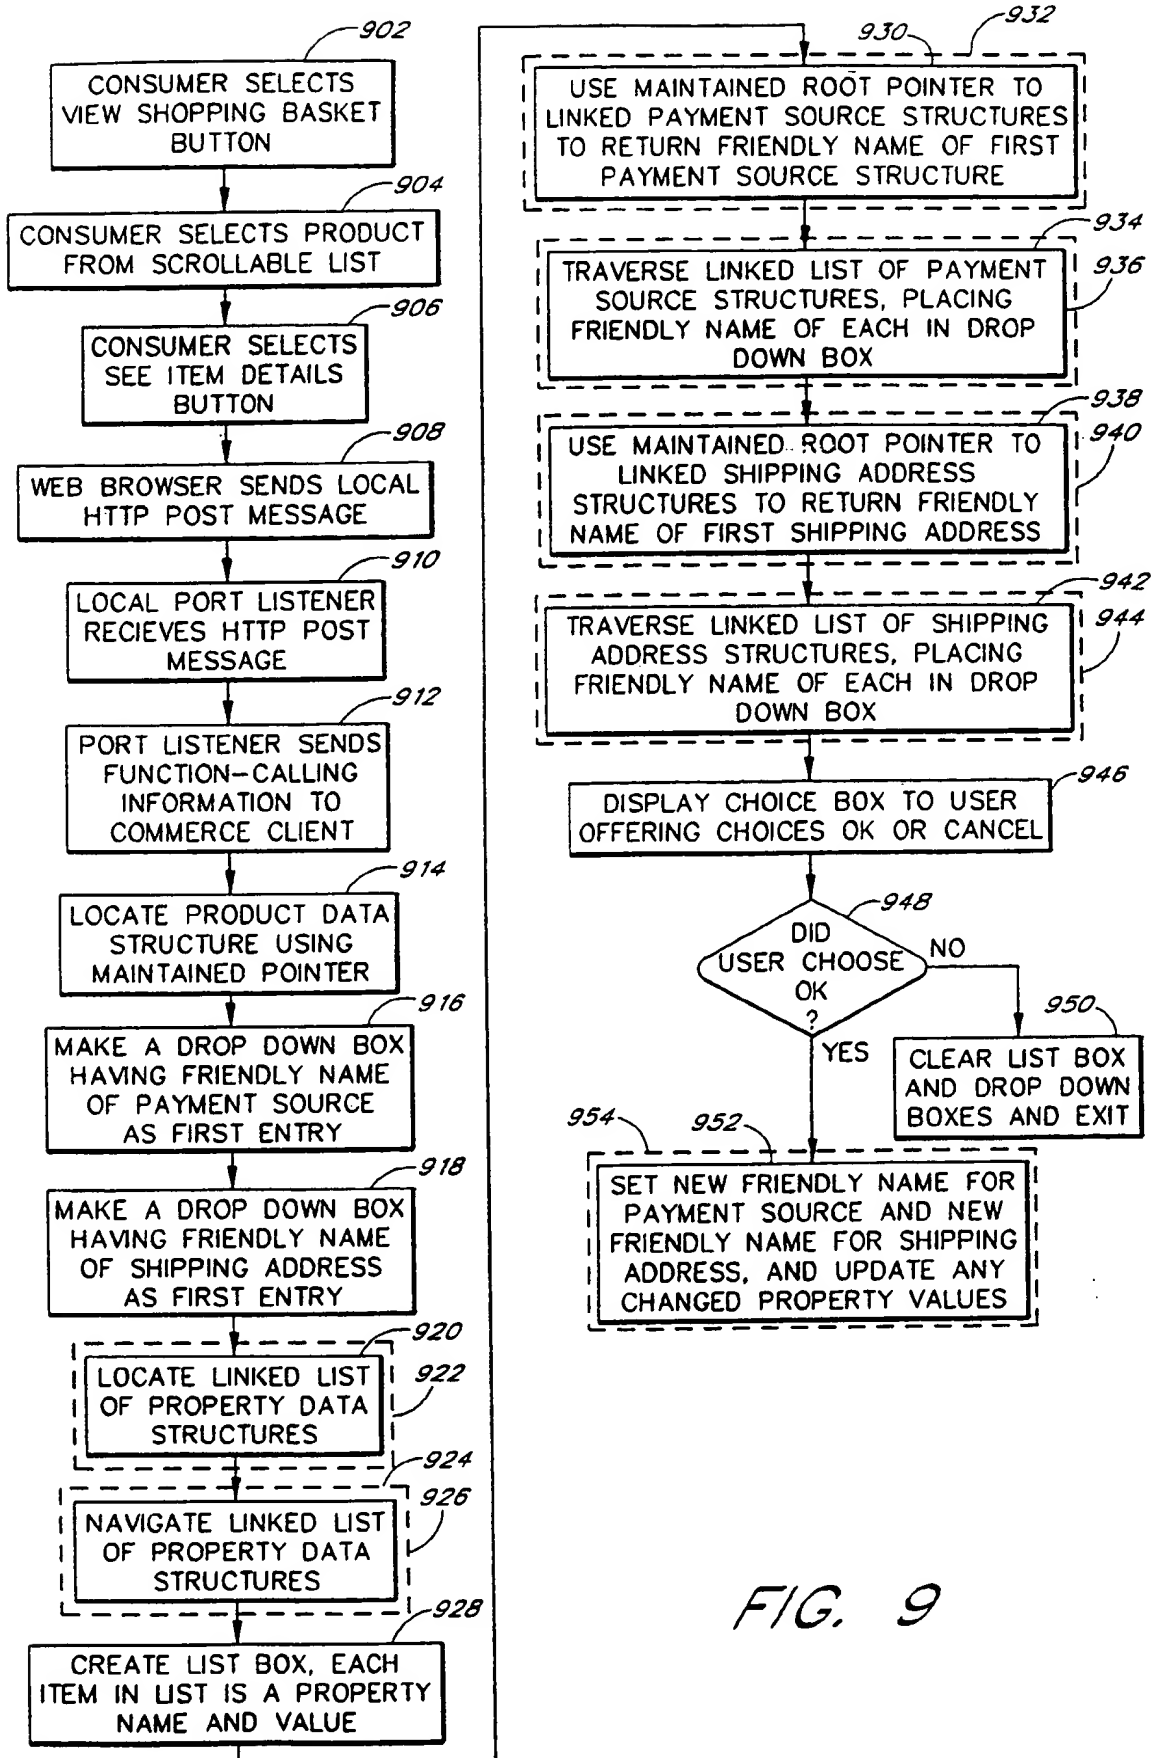 902
CONSUMER SELECTS
VIEW SHOPPING BASKET
BUTTON
904
CONSUMER SELECTS PRODUCT
FROM SCROLLABLE LIST
906
CONSUMER SELECTS
SEE ITEM DETAILS
BUTTON
908
WEB BROWSER SENDS LOCAL
HTTP POST MESSAGE
910
LOCAL PORT LISTENER
RECIEVES HTTP POST
MESSAGE
912
PORT LISTENER SENDS
FUNCTION-CALLING
INFORMATION TO
COMMERCE CLIENT
914
LOCATE PRODUCT DATA
STRUCTURE USING
MAINTAINED POINTER
916
MAKE A DROP DOWN BOX
HAVING FRIENDLY NAME
OF PAYMENT SOURCE
AS FIRST ENTRY
918
MAKE A DROP DOWN BOX
HAVING FRIENDLY NAME
OF SHIPPING ADDRESS
AS FIRST ENTRY
920
922
LOCATE LINKED LIST
OF PROPERTY DATA
STRUCTURES
924
926
NAVIGATE LINKED LIST
OF PROPERTY DATA
STRUCTURES
928
CREATE LIST BOX, EACH
ITEM IN LIST IS A PROPERTY
NAME AND VALUE
930
932
USE MAINTAINED ROOT POINTER TO
LINKED PAYMENT SOURCE STRUCTURES
TO RETURN FRIENDLY NAME OF FIRST
PAYMENT SOURCE STRUCTURE
934
936
TRAVERSE LINKED LIST OF PAYMENT
SOURCE STRUCTURES, PLACING
FRIENDLY NAME OF EACH IN DROP
DOWN BOX
938
940
USE MAINTAINED ROOT POINTER TO
LINKED SHIPPING ADDRESS
STRUCTURES TO RETURN FRIENDLY
NAME OF FIRST SHIPPING ADDRESS
942
944
TRAVERSE LINKED LIST OF SHIPPING
ADDRESS STRUCTURES, PLACING
FRIENDLY NAME OF EACH IN DROP
DOWN BOX
946
DISPLAY CHOICE BOX TO USER
OFFERING CHOICES OK OR CANCEL
948
DID
USER CHOOSE
OK
?
NO
YES
950
CLEAR LIST BOX
AND DROP DOWN
BOXES AND EXIT
954
952
SET NEW FRIENDLY NAME FOR
PAYMENT SOURCE AND NEW
FRIENDLY NAME FOR SHIPPING
ADDRESS, AND UPDATE ANY
CHANGED PROPERTY VALUES
FIG. 9